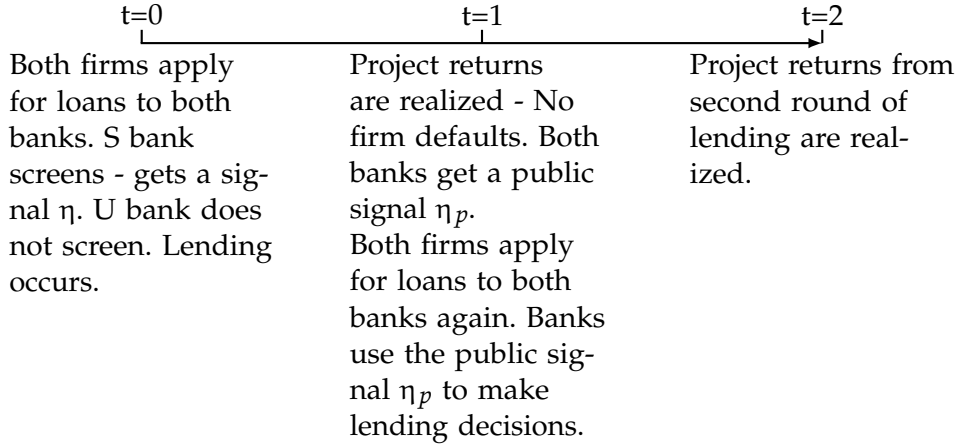 t=0
t=1
t=2
Both firms apply
for loans to both
banks. S bank
screens - gets a sig-
nal η. U bank does
not screen. Lending
occurs.
Project returns
are realized - No
firm defaults. Both
banks get a public
signal ηp.
Both firms apply
for loans to both
banks again. Banks
use the public sig-
nal ηp to make
lending decisions.
Project returns from
second round of
lending are real-
ized.